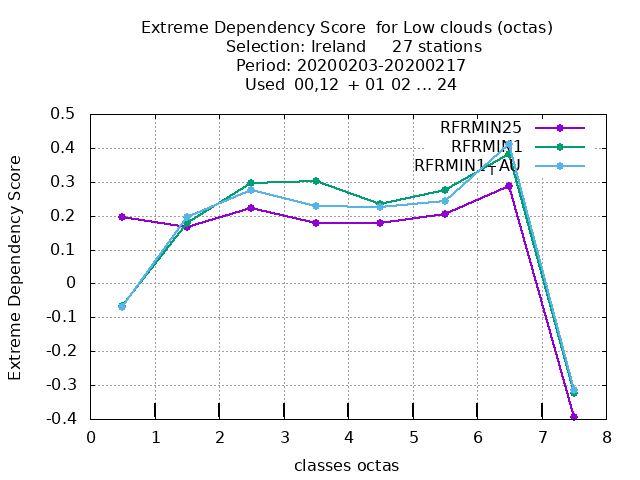 Extreme Dependency Score  for Low clouds (octas)
Selection: Ireland     27 stations
Period: 20200203-20200217
Used  00,12  + 01 02 ... 24
RFRMIN25
RFRMIN1
RFRMIN1TAU
0.5
0.4
0.3
0.2
0.1
0
-0.1
-0.2
-0.3
-0.4
Extreme Dependency Score
0 1 2 3 4 5 6 7 8
classes octas